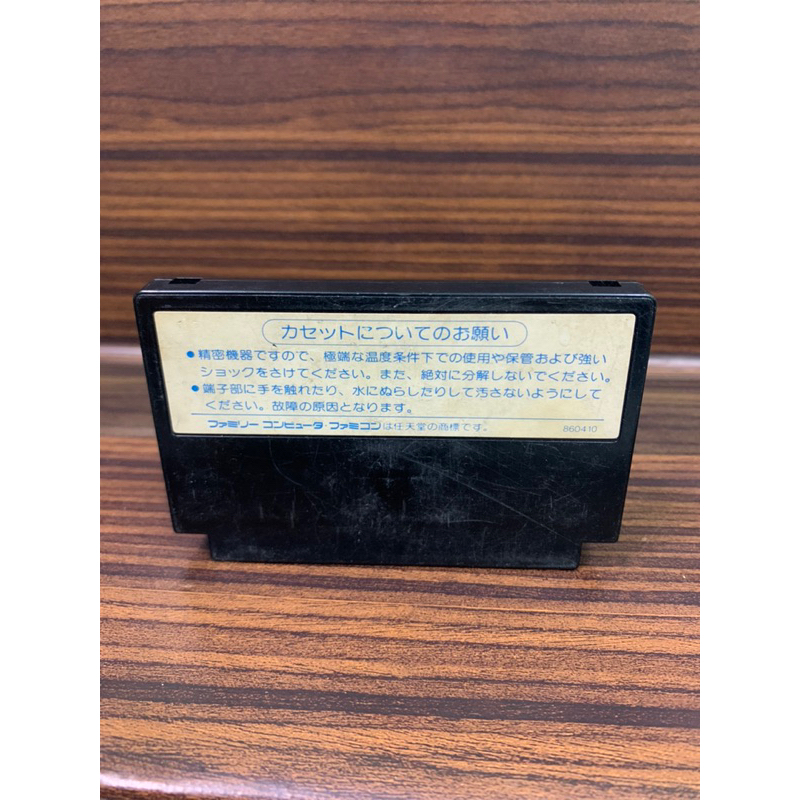 カセットについてのお願い
●精密機器ですので、極端な温度条件下での使用や保管および強い
ショックをさけてください。また、絶対に分解しないでください。
●端子部に手を触れたり、水にぬらしたりして汚さないようにして
ください。故障の原因となります。
ファミリー コンピュータ・ファミコンは任天堂の商標です。 860410